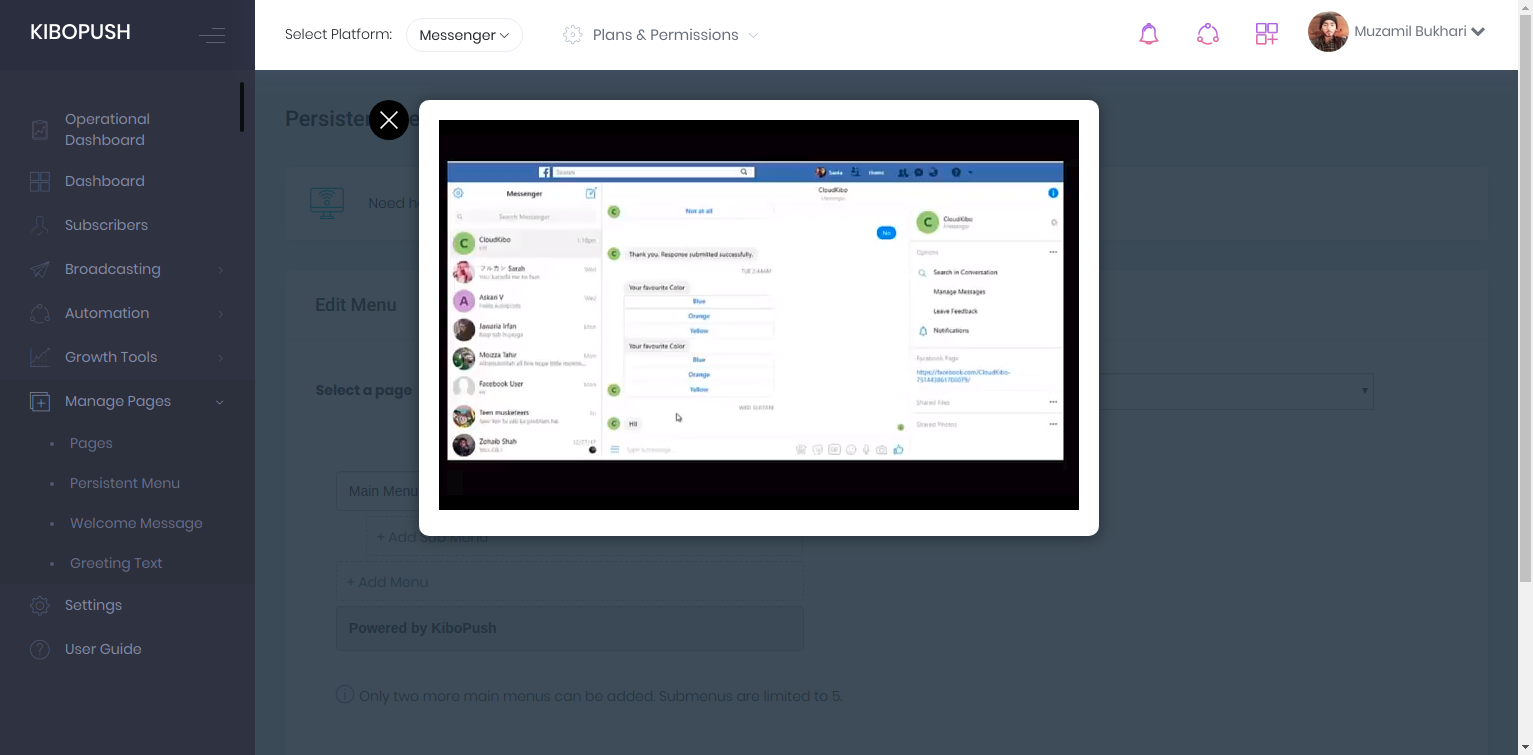 KIBOPUSH
Select Platform:
Messenger
Plans & Permissions
Muzamil Bukhari
Operational
Dashboard
Dashboard
Subscribers
Broadcasting
Automation
Growth Tools
Manage Pages
Pages
Persistent Menu
Welcome Message
Greeting Text
Settings
User Guide
Need h
Edit Menu
Select a page
Main Menu
+ Add Sub Menu
+ Add Menu
Powered by KiboPush
Only two more main menus can be added. Submenus are limited to 5.
Search
Home
Messenger
Search Messenger
CloudKibo
1:18pm
Sarah
Askari V
Jawaria Irfan
Moizza Tahir
Facebook User
Teen musketeers
Zohaib Shah
CloudKibo
Messenger
Not at all
No
Thank you. Response submitted successfully.
Your favourite Color
Blue
Orange
Yellow
Your favourite Color
Blue
Orange
Yellow
Hi!
Type a message...
CloudKibo
Messenger
Options
Search in Conversation
Manage Messages
Leave Feedback
Notifications
Facebook Page
https://facebook.com/CloudKibo-
Shared Files
Shared Photos